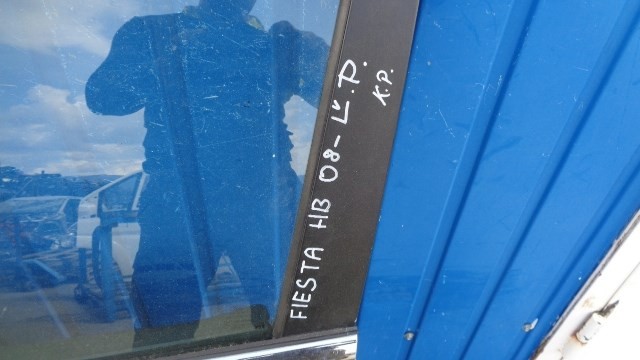 FIESTA HB 08- Ľ.P.
K.P.